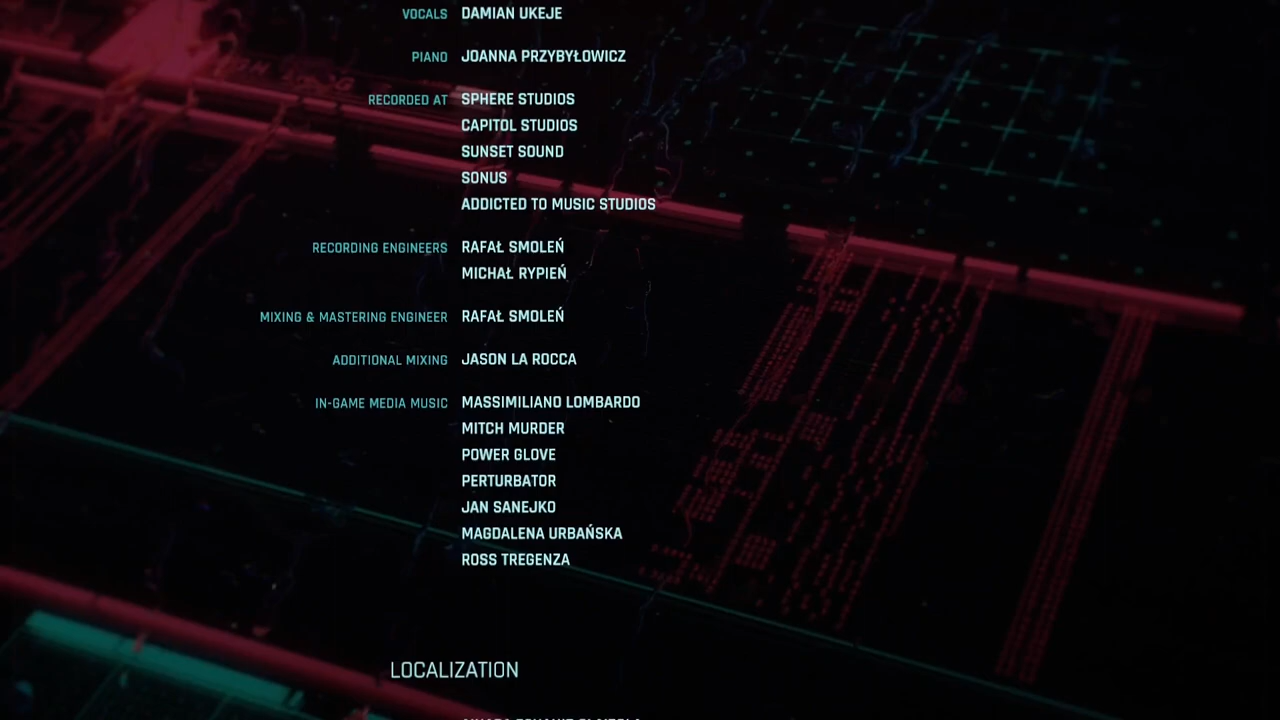 VOCALS DAMIAN UKEJE
PIANO JOANNA PRZYBYŁOWICZ
RECORDED AT SPHERE STUDIOS
CAPITOL STUDIOS
SUNSET SOUND
SONUS
ADDICTED TO MUSIC STUDIOS
RECORDING ENGINEERS RAFAŁ SMOLEŃ
MICHAŁ RYPIEŃ
MIXING & MASTERING ENGINEER RAFAŁ SMOLEŃ
ADDITIONAL MIXING JASON LA ROCCA
IN-GAME MEDIA MUSIC MASSIMILIANO LOMBARDO
MITCH MURDER
POWER GLOVE
PERTURBATOR
JAN SANEJKO
MAGDALENA URBAŃSKA
ROSS TREGENZA
LOCALIZATION